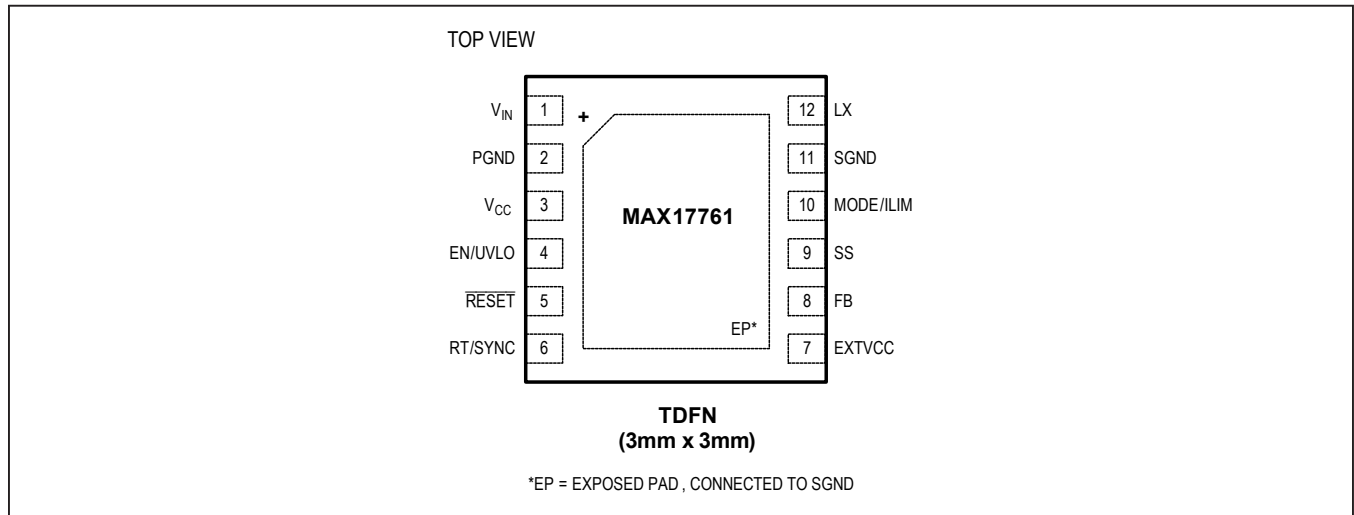 TOP VIEW
VIN 1 + 12 LX
PGND 2 11 SGND
VCC 3 MAX17761 10 MODE/ILIM
EN/UVLO 4 9 SS
RESET 5 8 FB
EP*
RT/SYNC 6 7 EXTVCC
TDFN
(3mm x 3mm)
*EP = EXPOSED PAD , CONNECTED TO SGND